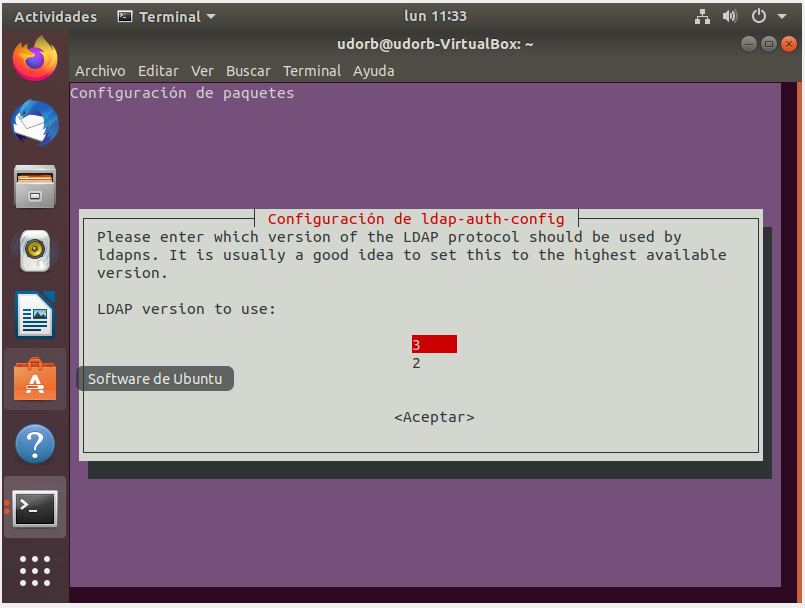 Actividades Terminal lun 11:33
udorb@udorb-VirtualBox: ~
Archivo Editar Ver Buscar Terminal Ayuda
Configuración de paquetes
Configuración de ldap-auth-config
Please enter which version of the LDAP protocol should be used by
ldapns. It is usually a good idea to set this to the highest available
version.
LDAP version to use:
3
2
Software de Ubuntu
<Aceptar>